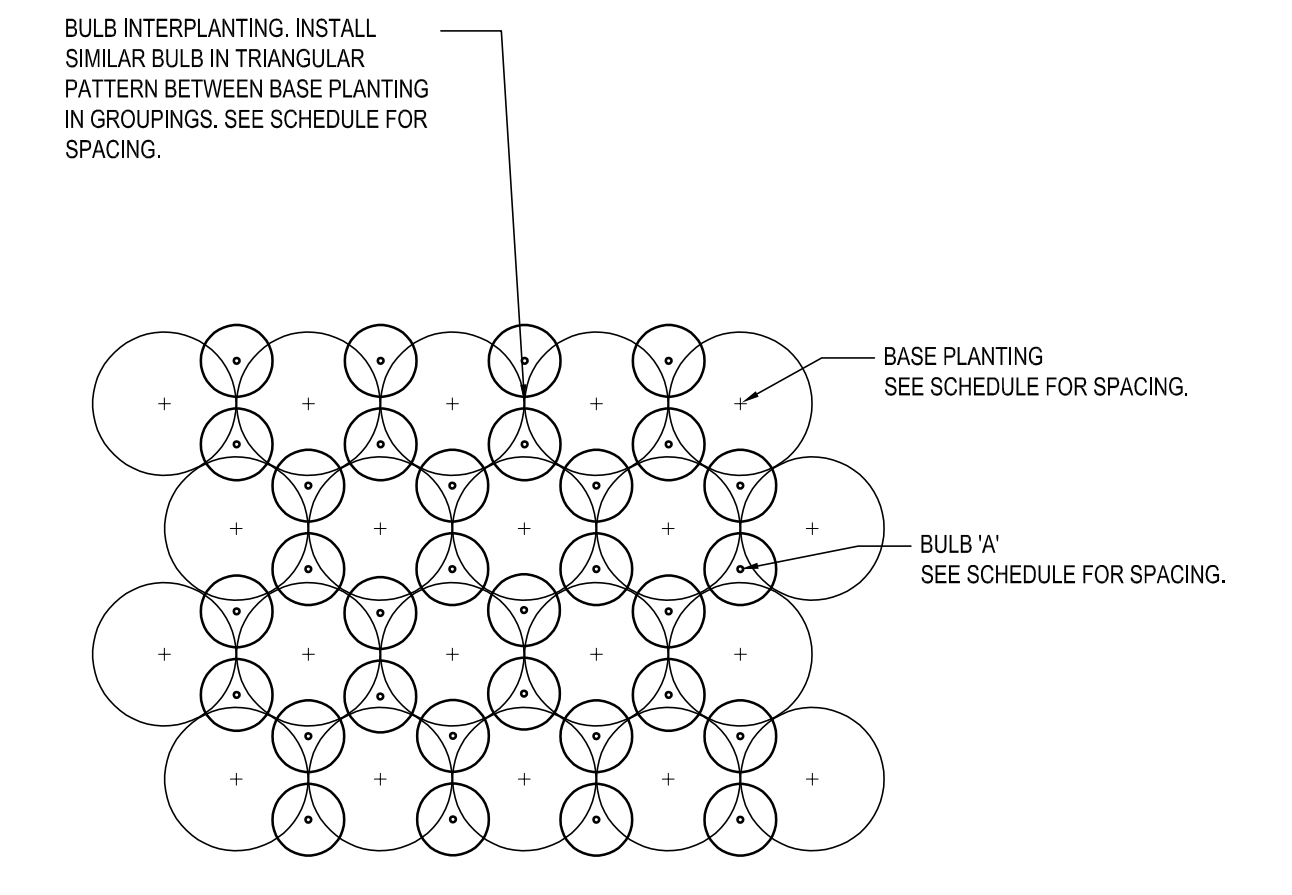 BULB INTERPLANTING. INSTALL
SIMILAR BULB IN TRIANGULAR
PATTERN BETWEEN BASE PLANTING
IN GROUPINGS. SEE SCHEDULE FOR
SPACING.
BASE PLANTING
SEE SCHEDULE FOR SPACING.
BULB 'A'
SEE SCHEDULE FOR SPACING.